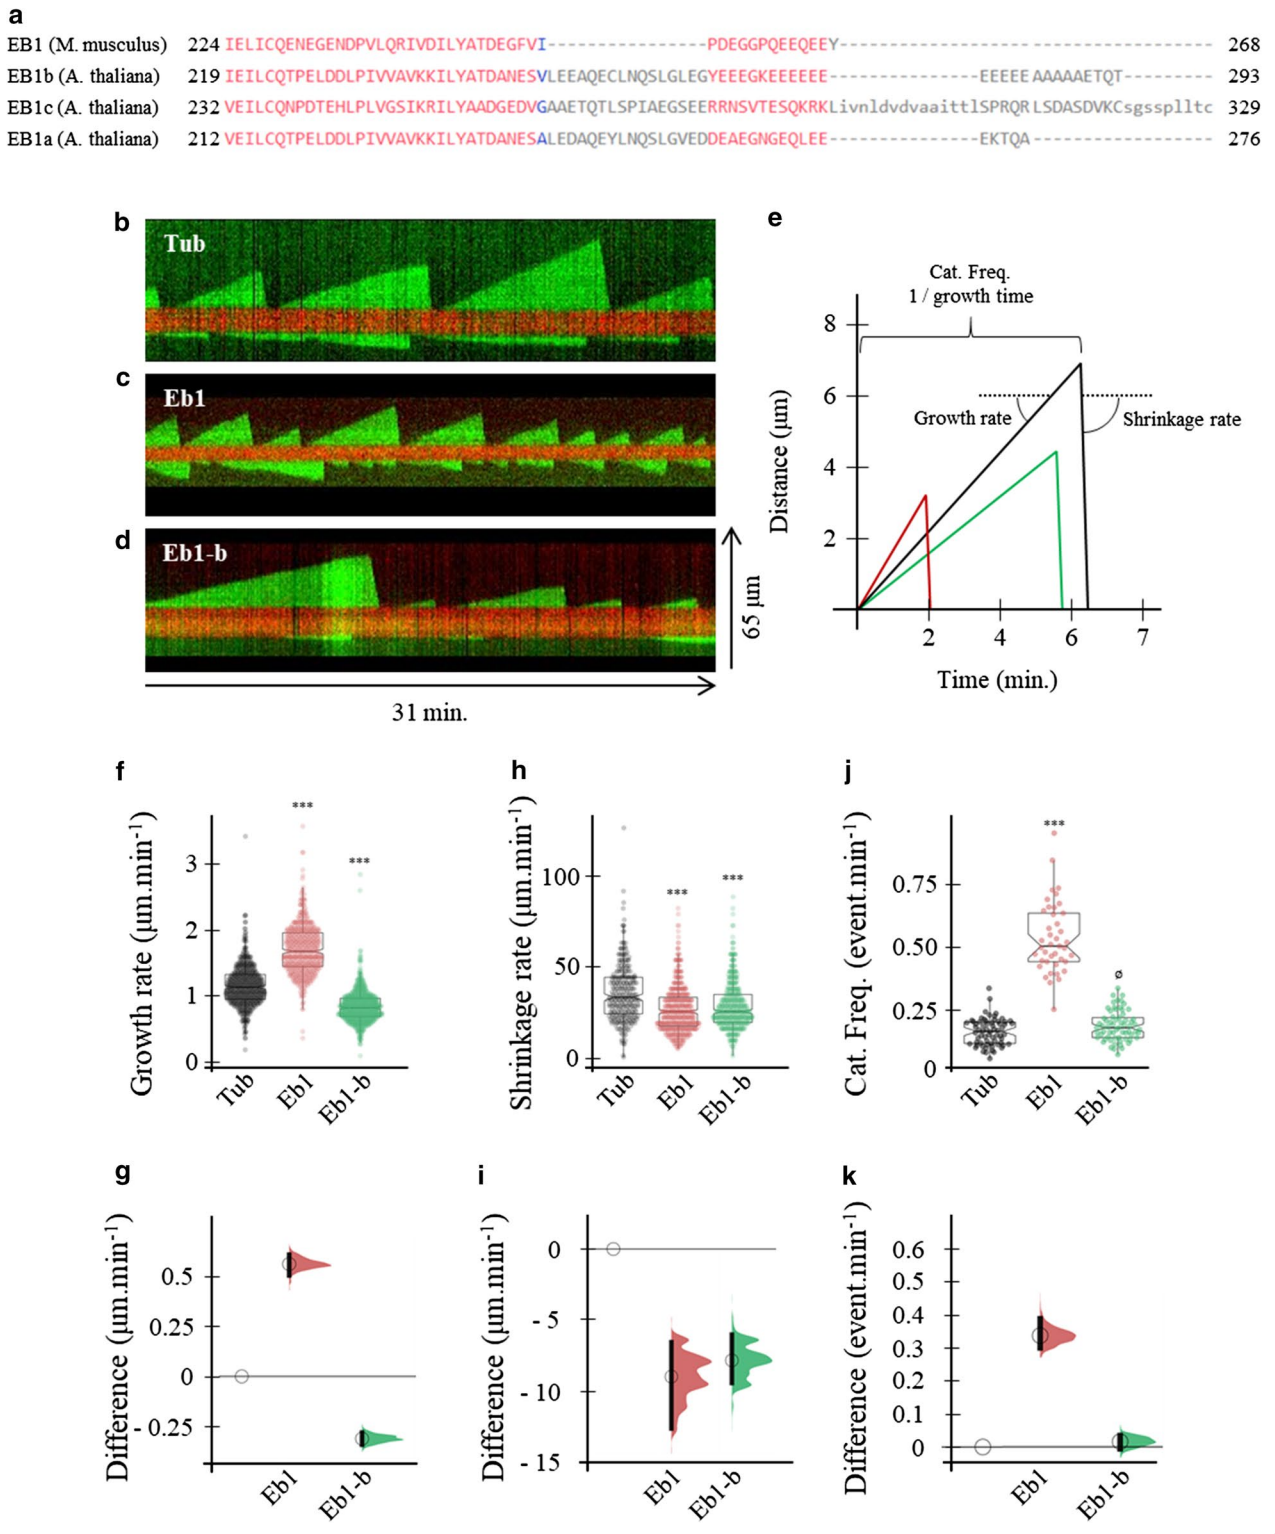 a
EB1 (M. musculus) 224 IELICQENEGENDPVLQRIVDILYATDEGFVI----------------PDEGGPQEEQEEY--------------------------------------- 268
EB1b (A. thaliana) 219 IEILCQTPELDDLPIVVAVKKILYATDANESVLEEAQECLNQSLGLEGYEEEGKEEEEEE---------------EEEEE AAAAAETQT--------- 293
EB1c (A. thaliana) 232 VEILCQNPDTEHLPLVGSIKRILYAADGEDVGAAETQTLSPIAEGSEERRNSVTESQKRKLivnldvdvaaittlSPRQRLSDASDVKCsgssplltc 329
EB1a (A. thaliana) 212 VEILCQTPELDDLPIVVAVKKILYATDANESALEDAQEYLNQSLGVEDDEAEGNGEQLEE---------------EKTQA------------------ 276
b
Tub
c
Eb1
d
Eb1-b
65 µm
31 min.
e
Cat. Freq.
1 / growth time
Growth rate
Shrinkage rate
Distance (µm)
8
6
4
2
2 4 6 7
Time (min.)
f
Growth rate (µm.min-1)
3
2
1
0
***
***
Tub Eb1 Eb1-b
h
Shrinkage rate (µm.min-1)
100
50
0
***
***
Tub Eb1 Eb1-b
j
Cat. Freq. (event.min-1)
0.75
0.50
0.25
0
***
ø
Tub Eb1 Eb1-b
g
Difference (µm.min-1)
0.5
0.25
0
- 0.25
Eb1 Eb1-b
i
Difference (µm.min-1)
0
- 5
- 10
- 15
Eb1 Eb1-b
k
Difference (event.min-1)
0.6
0.5
0.4
0.3
0.2
0.1
0
Eb1 Eb1-b